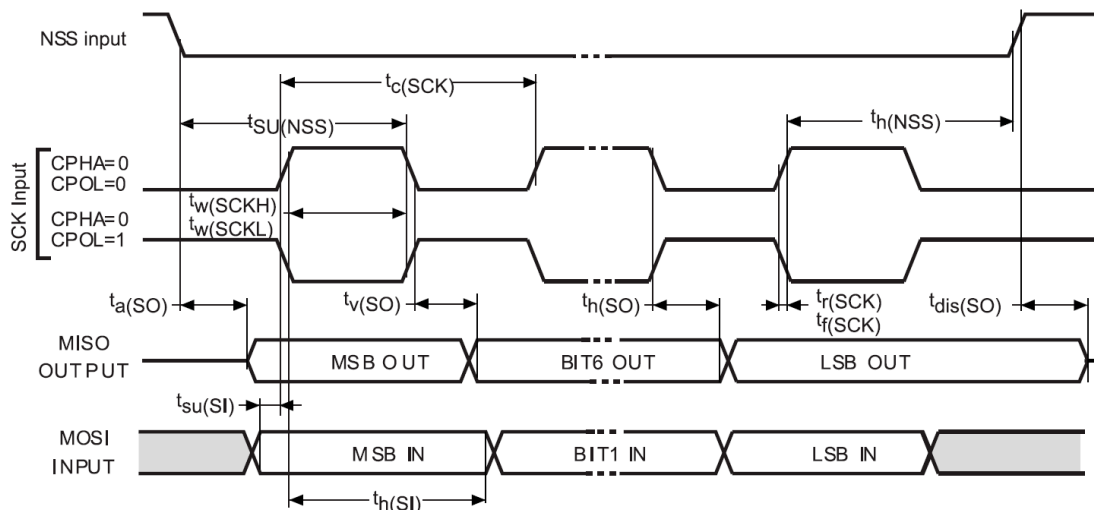 NSS input
tc(SCK)
tSU(NSS)
th(NSS)
SCK Input
CPHA=0
CPOL=0
tw(SCKH)
CPHA=0
tw(SCKL)
CPOL=1
ta(SO)
tv(SO)
th(SO)
tr(SCK)
tf(SCK)
tdis(SO)
MISO
OUTPUT
MSB OUT
BIT6 OUT
LSB OUT
tsu(SI)
MOSI
INPUT
MSB IN
BIT1 IN
LSB IN
th(SI)